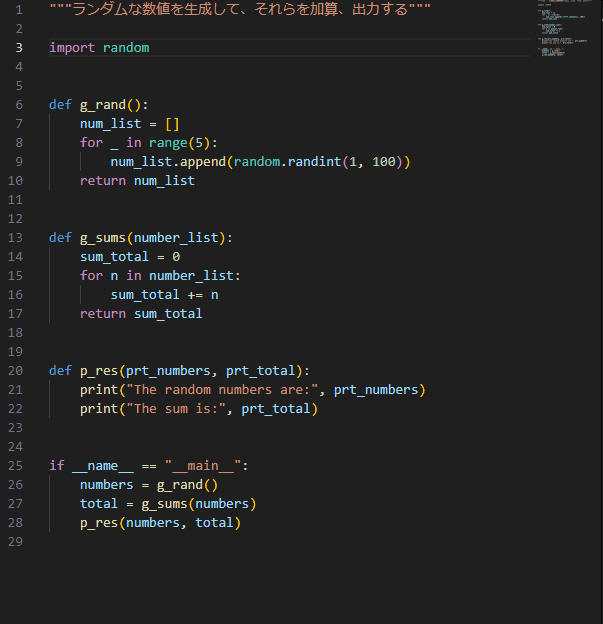 1 """ランダムな数値を生成して、それらを加算、出力する"""
2
3 import random
4
5
6 def g_rand():
7     num_list = []
8     for _ in range(5):
9         num_list.append(random.randint(1, 100))
10     return num_list
11
12
13 def g_sums(number_list):
14     sum_total = 0
15     for n in number_list:
16         sum_total += n
17     return sum_total
18
19
20 def p_res(prt_numbers, prt_total):
21     print("The random numbers are:", prt_numbers)
22     print("The sum is:", prt_total)
23
24
25 if __name__ == "__main__":
26     numbers = g_rand()
27     total = g_sums(numbers)
28     p_res(numbers, total)
29